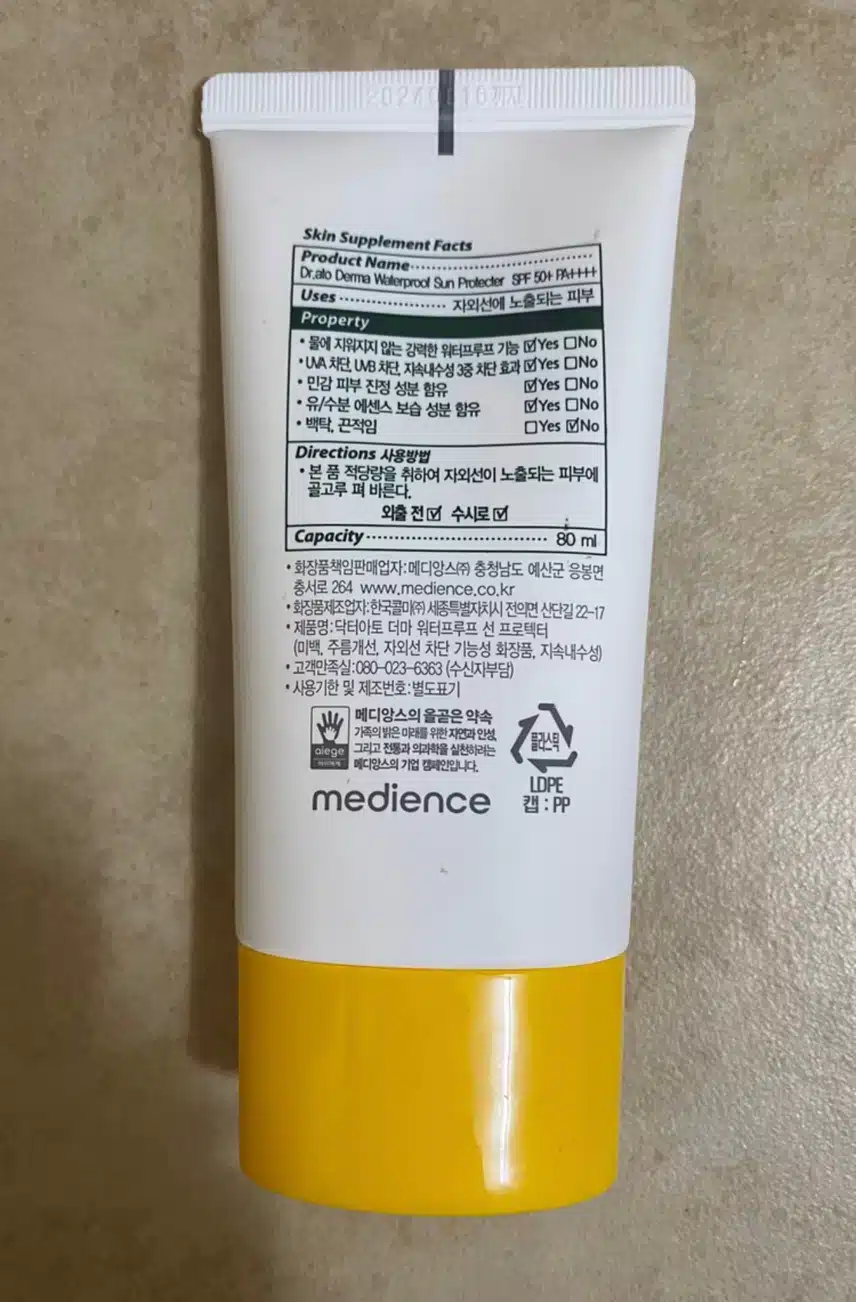 까지
Skin Supplement Facts
Product Name
Dr,ato Derma Waterproof Sun Protecter SPF 50+ PA++++
Uses 자외선에 노출되는 피부
Property
• 물에 지워지지 않는 강력한 워터프루프 기능 ☑Yes ☐No
• UVA 차단, UVB 차단, 지속내수성 3중 차단 효과 ☑Yes ☐No
• 민감 피부 진정 성분 함유 ☑Yes ☐No
• 유/수분 에센스 보습 성분 함유 ☑Yes ☐No
• 백탁, 끈적임 ☐Yes ☑No
Directions 사용방법
• 본 품 적당량을 취하여 자외선이 노출되는 피부에
골고루 펴 바른다.
외출 전☑ 수시로☑
Capacity 80 ml
• 화장품책임판매업자:메디앙스㈜ 충청남도 예산군 응봉면
충서로 264 www.medience.co.kr
• 화장품제조업자:한국콜마㈜ 세종특별자치시 전의면 산단길 22-17
• 제품명:닥터아토 더마 워터프루프 선 프로텍터
(미백, 주름개선, 자외선 차단 기능성 화장품, 지속내수성)
• 고객만족실:080-023-6363 (수신자부담)
• 사용기한 및 제조번호:별도표기
메디앙스의 올곧은 약속
가족의 밝은 미래를 위한 자연과 인성,
그리고 전통과 의과학을 실천하려는
메디앙스의 기업 캠페인입니다.
aiege
medience
플라스틱
LDPE
캡 : PP